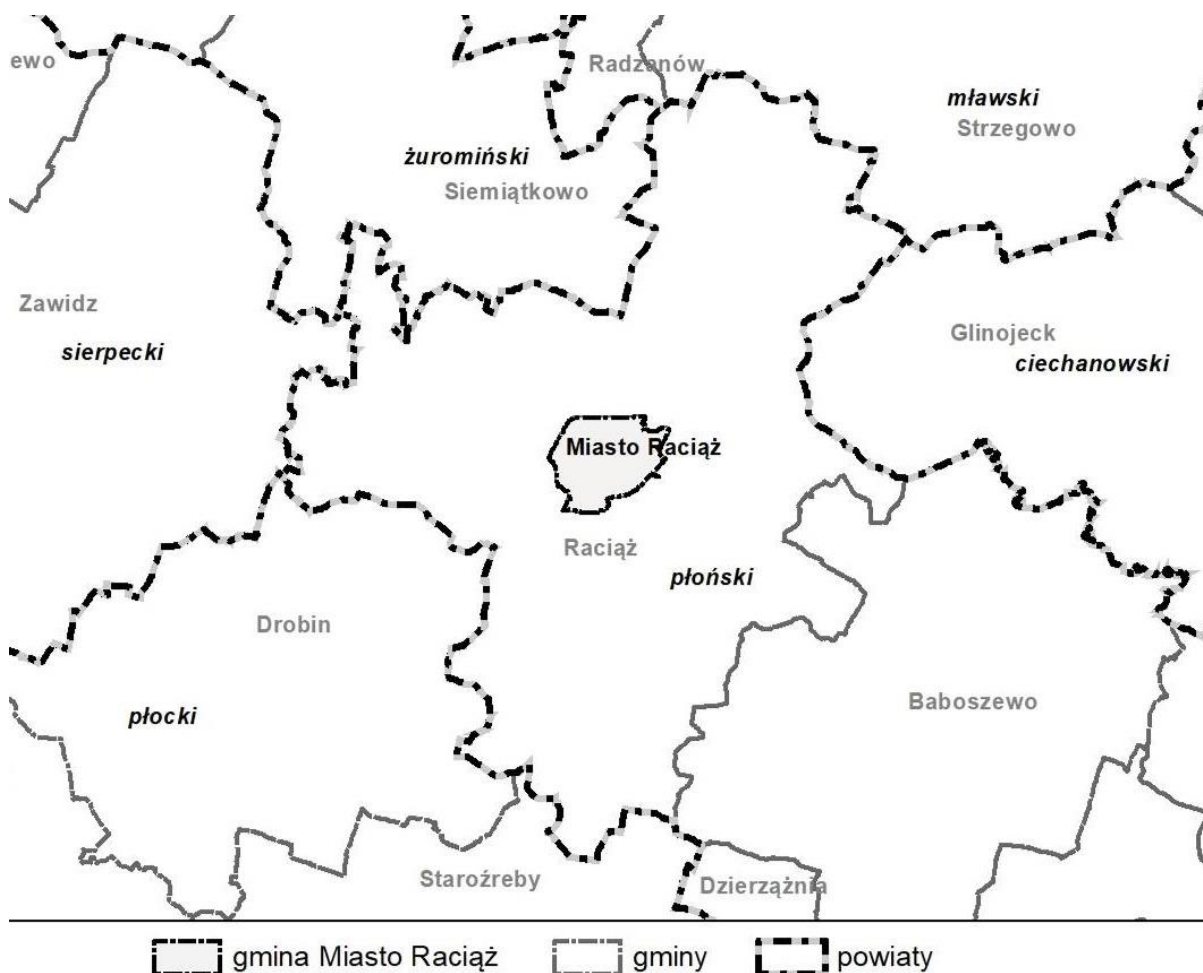 ewo
Radzanów
mławski
Strzegowo
żuromiński
Siemiątkowo
Zawidz
sierpecki
Glinojeck
ciechanowski
Miasto Raciąż
Raciąż
płoński
Drobin
płocki
Baboszewo
Staroźreby
Dzierzążnia
gmina Miasto Raciąż
gminy
powiaty